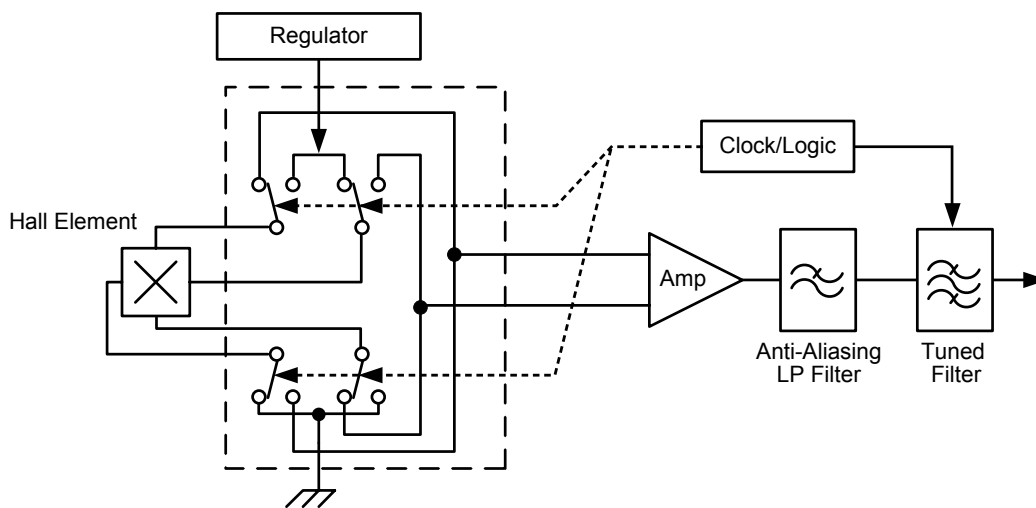 Regulator
Clock/Logic
Hall Element
Amp
Anti-Aliasing
LP Filter
Tuned
Filter